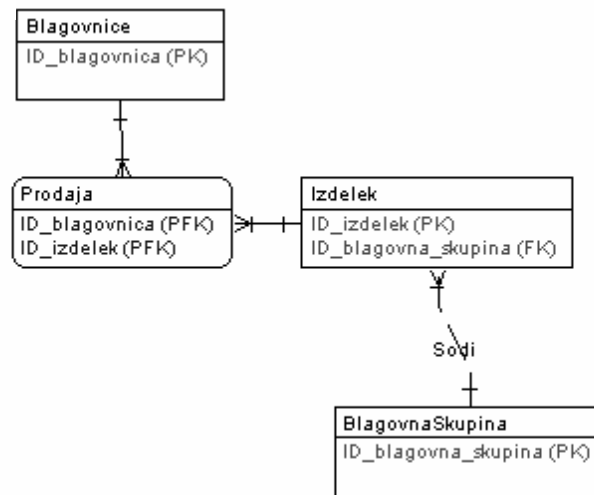 Blagovnice
ID_blagovnica (PK)
Prodaja
ID_blagovnica (PFK)
ID_izdelek (PFK)
Izdelek
ID_izdelek (PK)
ID_blagovna_skupina (FK)
Sodi
BlagovnaSkupina
ID_blagovna_skupina (PK)